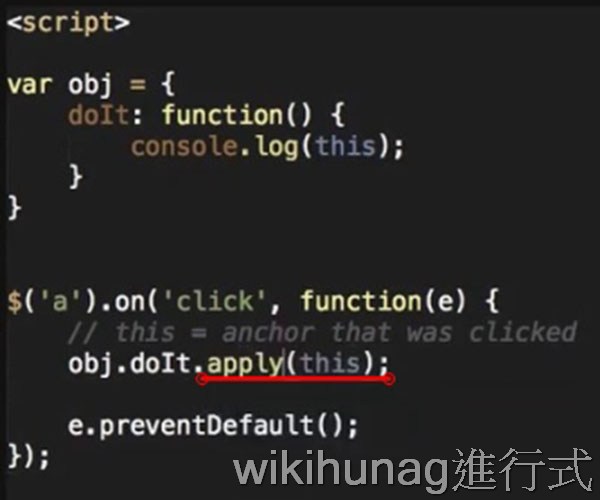 <script>
var obj = {
    doIt: function() {
        console.log(this);
    }
}
$('a').on('click', function(e) {
    // this = anchor that was clicked
    obj.doIt.apply(this);
    e.preventDefault();
});
wikihunag進行式